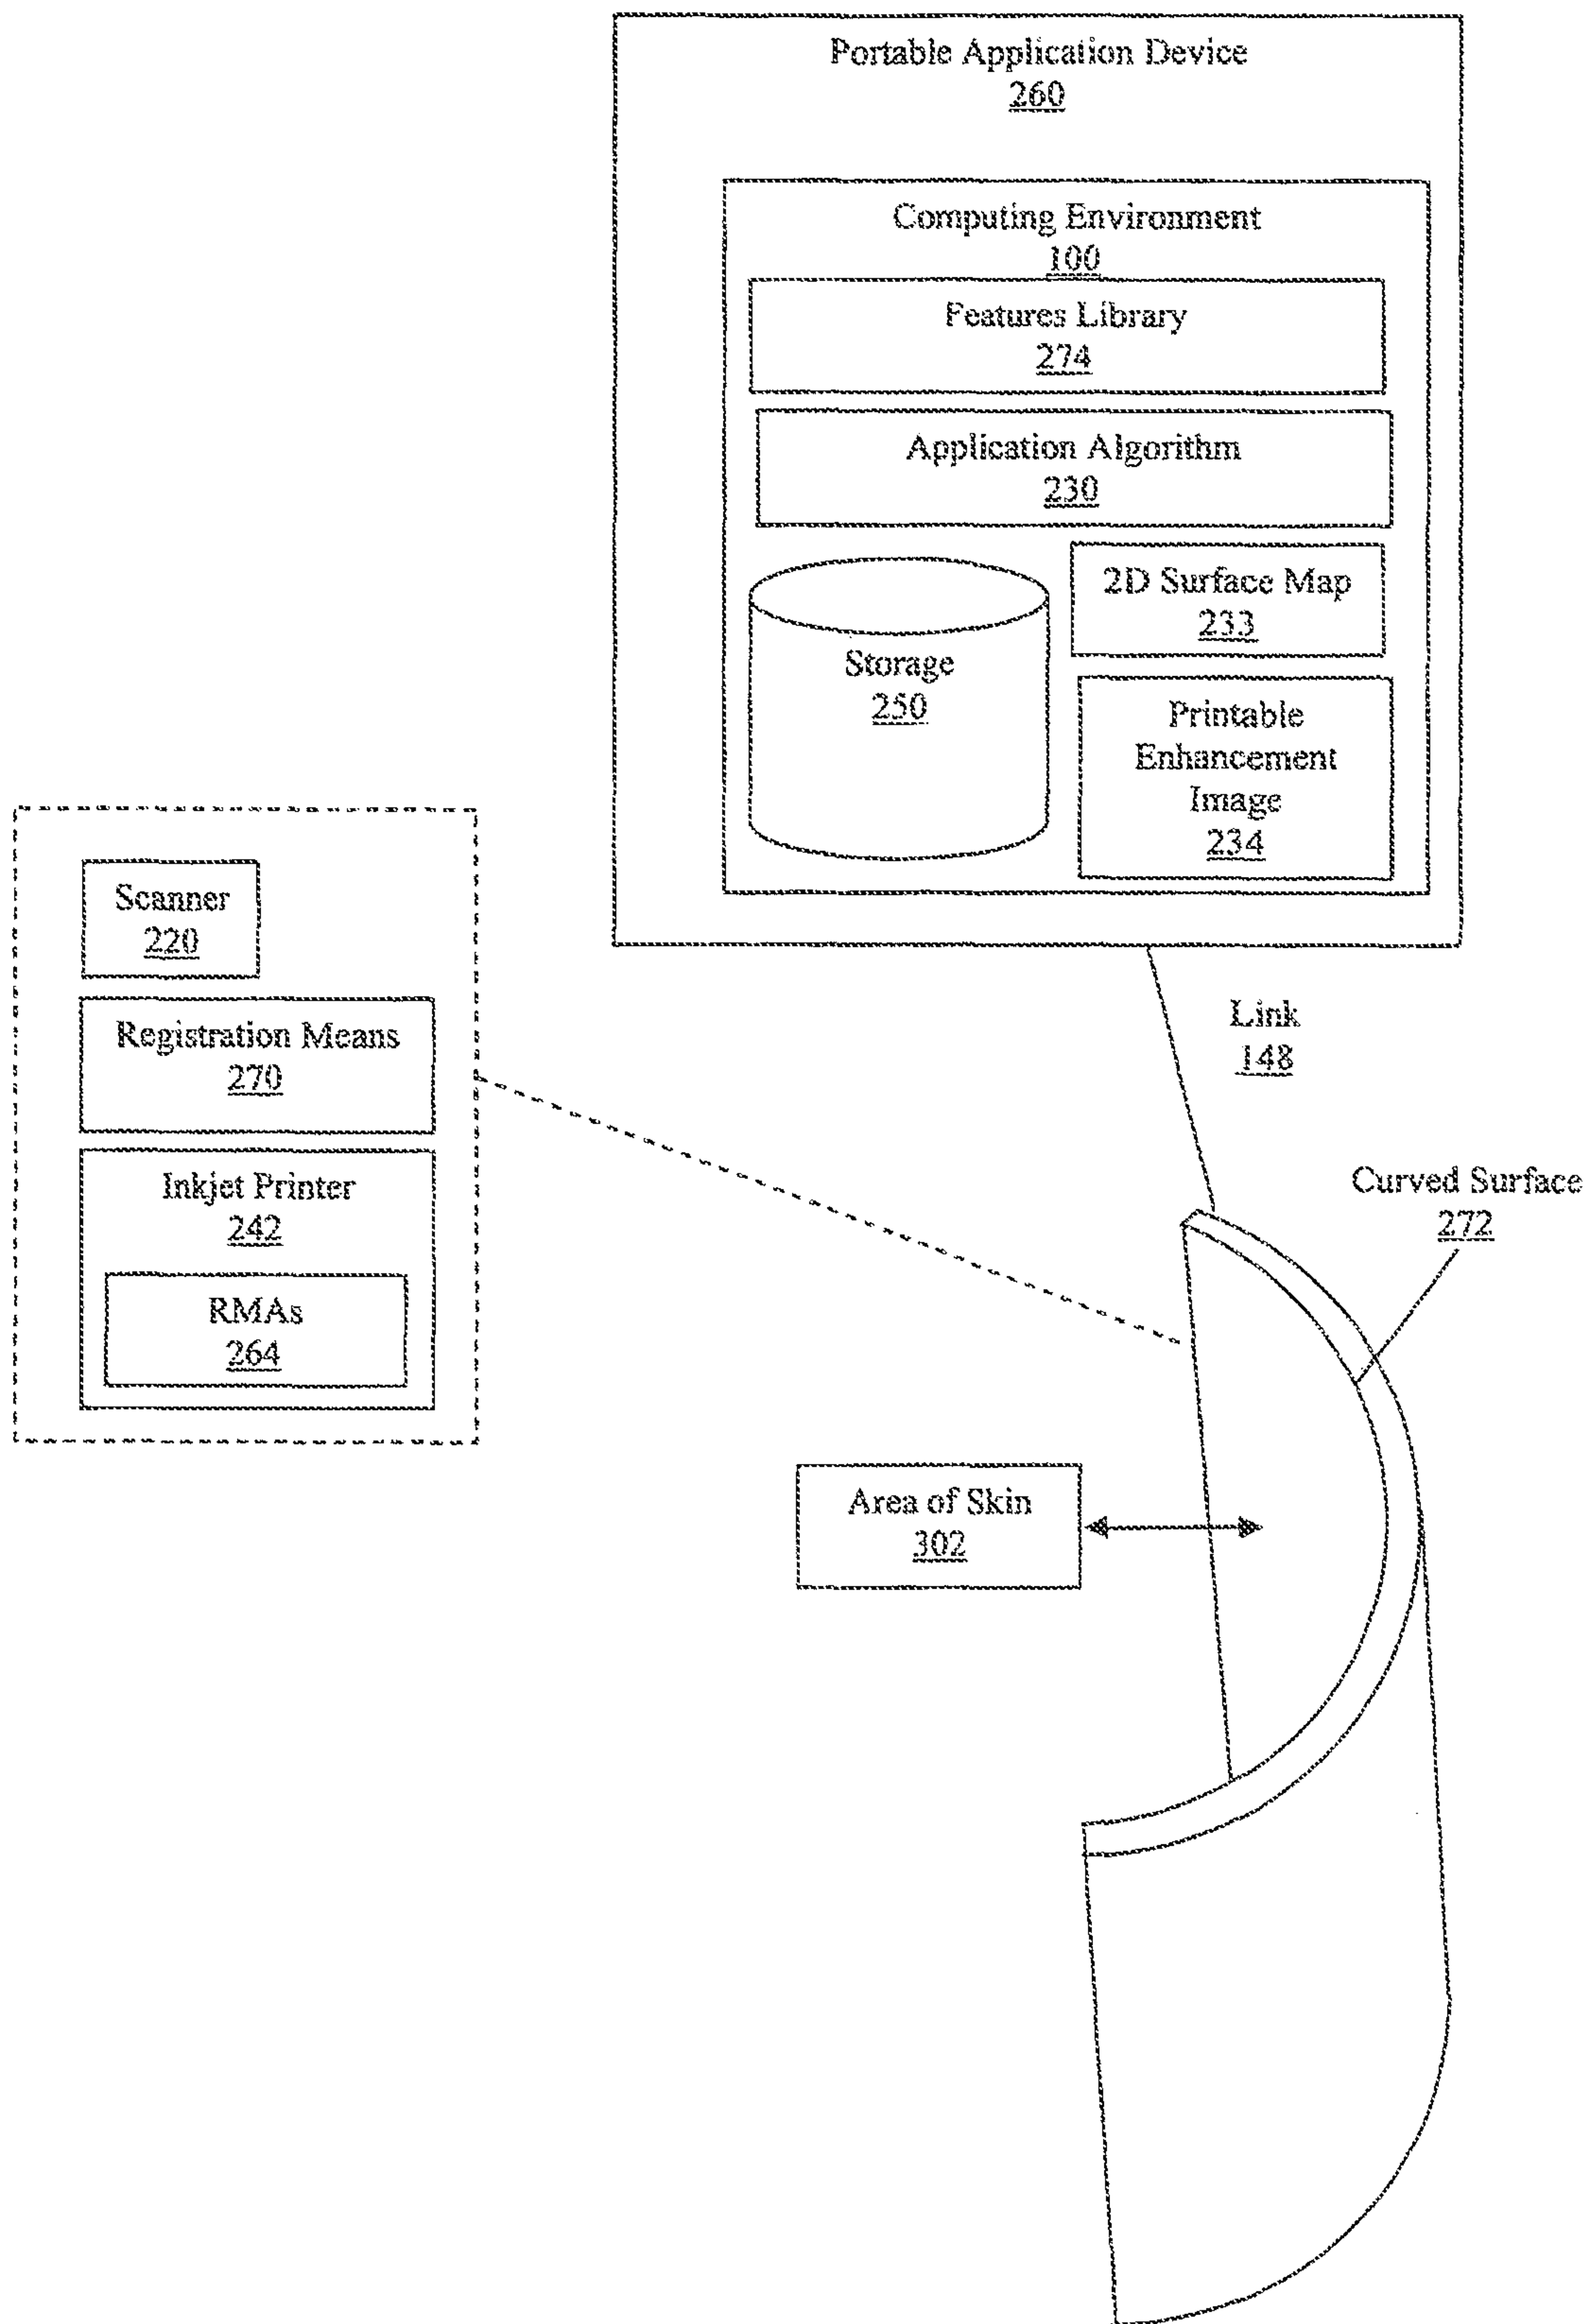 Portable Application Device
260
Computing Environment
100
Features Library
274
Application Algorithm
230
2D Surface Map
233
Storage
250
Printable
Enhancement
Image
234
Scanner
220
Registration Means
270
Inkjet Printer
242
RMAs
264
Link
148
Curved Surface
272
Area of Skin
302